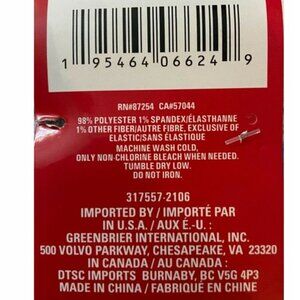 1 95464 06624 9
RN#87254 CA#57044
98% POLYESTER 1% SPANDEX/ÉLASTHANNE
1% OTHER FIBER/AUTRE FIBRE, EXCLUSIVE OF
ELASTIC/SANS ÉLASTIQUE
MACHINE WASH COLD,
ONLY NON-CHLORINE BLEACH WHEN NEEDED.
TUMBLE DRY LOW.
DO NOT IRON.
317557-2106
IMPORTED BY / IMPORTÉ PAR
IN U.S.A. / AUX É.-U. :
GREENBRIER INTERNATIONAL, INC.
500 VOLVO PARKWAY, CHESAPEAKE, VA 23320
IN CANADA / AU CANADA :
DTSC IMPORTS BURNABY, BC V5G 4P3
MADE IN CHINA / FABRIQUÉ EN CHINE